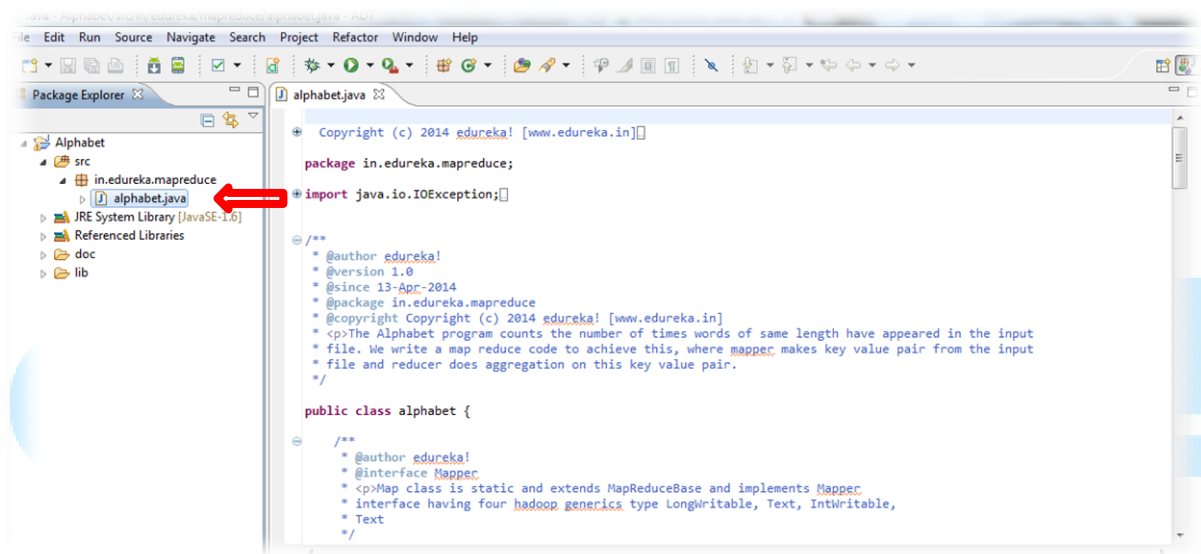 Java - Alphabet/src/in/edureka/mapreduce/alphabet.java - ADT
File Edit Run Source Navigate Search Project Refactor Window Help
Package Explorer
alphabet.java
Alphabet
src
in.edureka.mapreduce
alphabet.java
JRE System Library [JavaSE-1.6]
Referenced Libraries
doc
lib
Copyright (c) 2014 edureka! [www.edureka.in]
package in.edureka.mapreduce;
import java.io.IOException;
/**
* @author edureka!
* @version 1.0
* @since 13-Apr-2014
* @package in.edureka.mapreduce
* @copyright Copyright (c) 2014 edureka! [www.edureka.in]
* <p>The Alphabet program counts the number of times words of same length have appeared in the input
* file. We write a map reduce code to achieve this, where mapper makes key value pair from the input
* file and reducer does aggregation on this key value pair.
*/
public class alphabet {
/**
* @author edureka!
* @interface Mapper
* <p>Map class is static and extends MapReduceBase and implements Mapper
* interface having four hadoop generics type LongWritable, Text, IntWritable,
* Text
*/